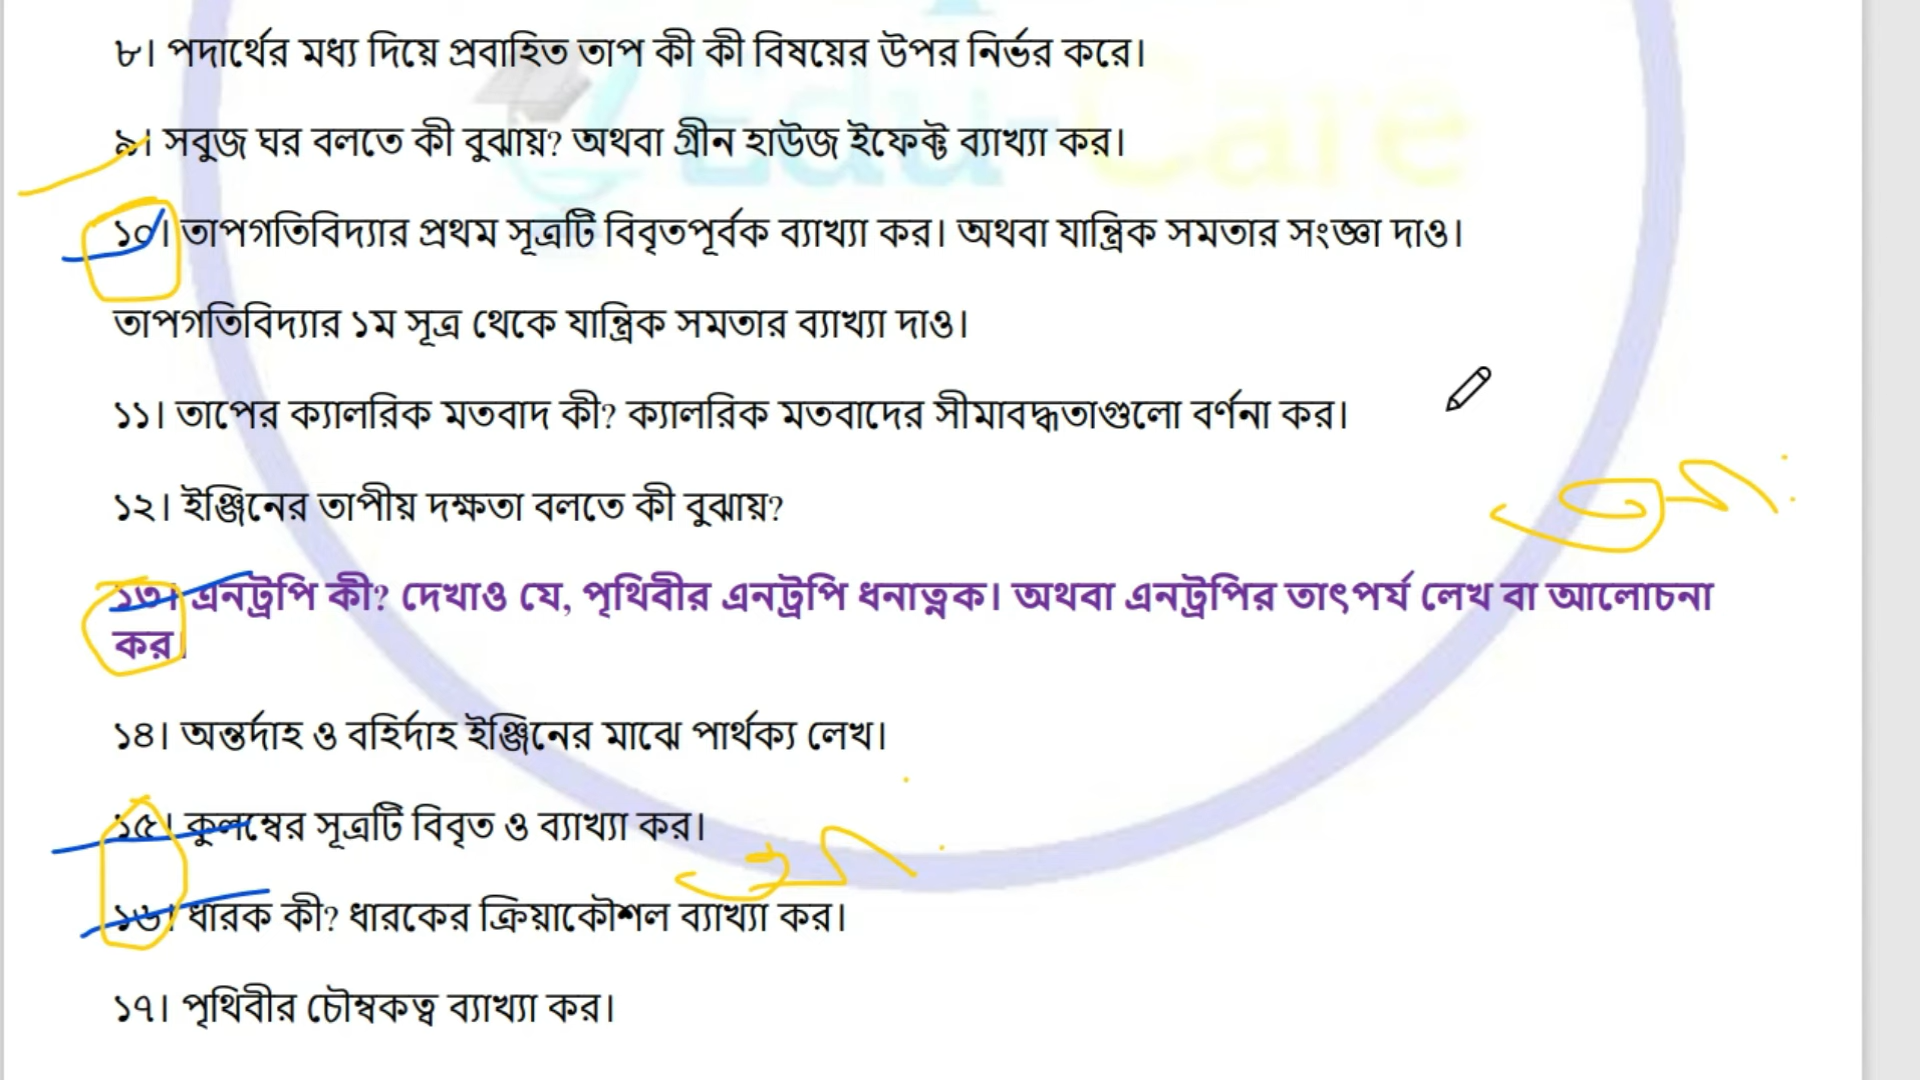 Edu-Care
৮। পদার্থের মধ্য দিয়ে প্রবাহিত তাপ কী কী বিষয়ের উপর নির্ভর করে।
৯। সবুজ ঘর বলতে কী বুঝায়? অথবা গ্রীন হাউজ ইফেক্ট ব্যাখ্যা কর।
১০। তাপগতিবিদ্যার প্রথম সূত্রটি বিবৃতপূর্বক ব্যাখ্যা কর। অথবা যান্ত্রিক সমতার সংজ্ঞা দাও।
তাপগতিবিদ্যার ১ম সূত্র থেকে যান্ত্রিক সমতার ব্যাখ্যা দাও।
১১। তাপের ক্যালরিক মতবাদ কী? ক্যালরিক মতবাদের সীমাবদ্ধতাগুলো বর্ণনা কর।
১২। ইঞ্জিনের তাপীয় দক্ষতা বলতে কী বুঝায়?
১৩। এনট্রপি কী? দেখাও যে, পৃথিবীর এনট্রপি ধনাত্নক। অথবা এনট্রপির তাৎপর্য লেখ বা আলোচনা
কর।
১৪। অন্তর্দাহ ও বহির্দাহ ইঞ্জিনের মাঝে পার্থক্য লেখ।
১৫। কুলম্বের সূত্রটি বিবৃত ও ব্যাখ্যা কর।
১৬। ধারক কী? ধারকের ক্রিয়াকৌশল ব্যাখ্যা কর।
১৭। পৃথিবীর চৌম্বকত্ব ব্যাখ্যা কর।